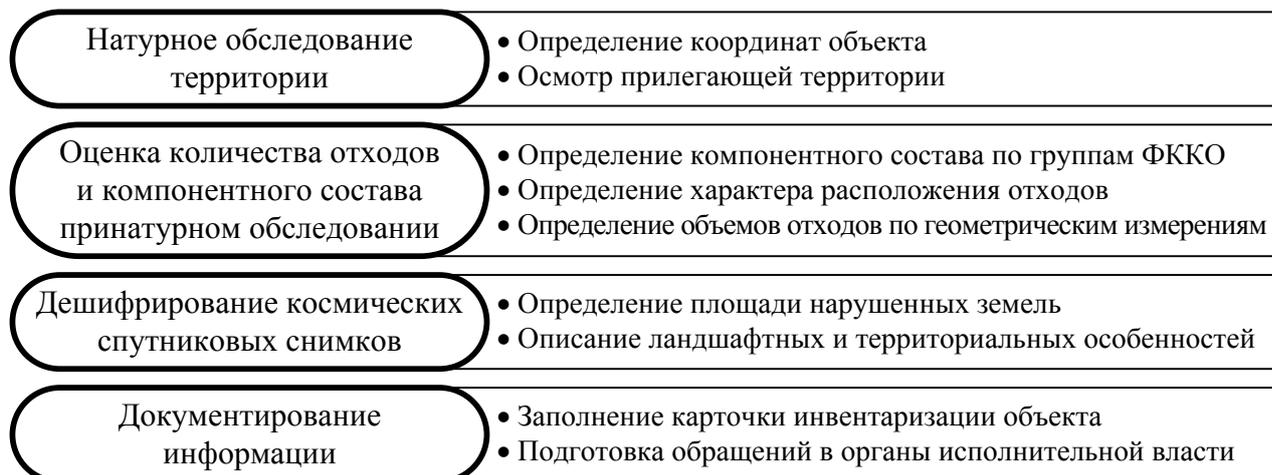 Натурное обследование
территории
• Определение координат объекта
• Осмотр прилегающей территории
Оценка количества отходов
и компонентного состава
принатурном обследовании
• Определение компонентного состава по группам ФККО
• Определение характера расположения отходов
• Определение объемов отходов по геометрическим измерениям
Дешифрирование космических
спутниковых снимков
• Определение площади нарушенных земель
• Описание ландшафтных и территориальных особенностей
Документирование
информации
• Заполнение карточки инвентаризации объекта
• Подготовка обращений в органы исполнительной власти